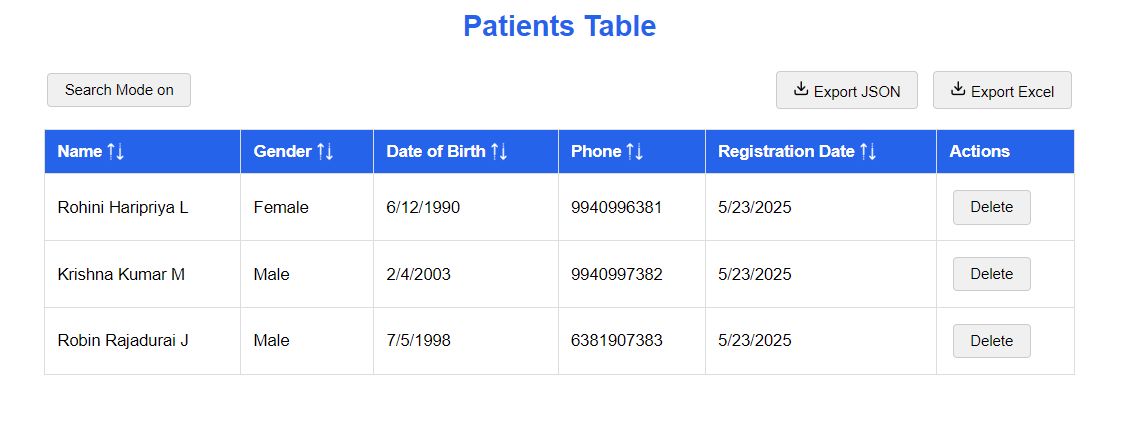 Patients Table
Search Mode on Export JSON Export Excel
Name ↑↓ Gender ↑↓ Date of Birth ↑↓ Phone ↑↓ Registration Date ↑↓ Actions
Rohini Haripriya L Female 6/12/1990 9940996381 5/23/2025 Delete
Krishna Kumar M Male 2/4/2003 9940997382 5/23/2025 Delete
Robin Rajadurai J Male 7/5/1998 6381907383 5/23/2025 Delete